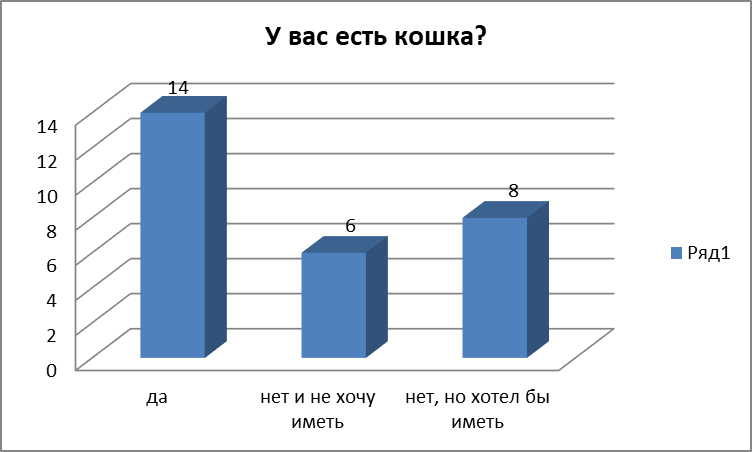 У вас есть кошка?
14
6
8
14
12
10
8
6
4
2
0
да
нет и не хочу
иметь
нет, но хотел бы
иметь
Ряд1